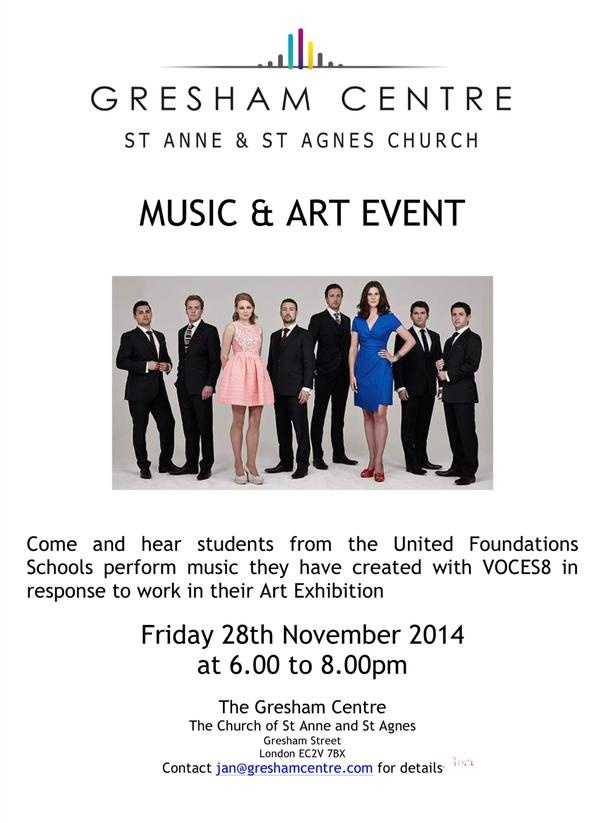 GRESHAM CENTRE
ST ANNE & ST AGNES CHURCH
MUSIC & ART EVENT
Come and hear students from the United Foundations
Schools perform music they have created with VOCES8 in
response to work in their Art Exhibition
Friday 28th November 2014
at 6.00 to 8.00pm
The Gresham Centre
The Church of St Anne and St Agnes
Gresham Street
London EC2V 7BX
Contact jan@greshamcentre.com for details